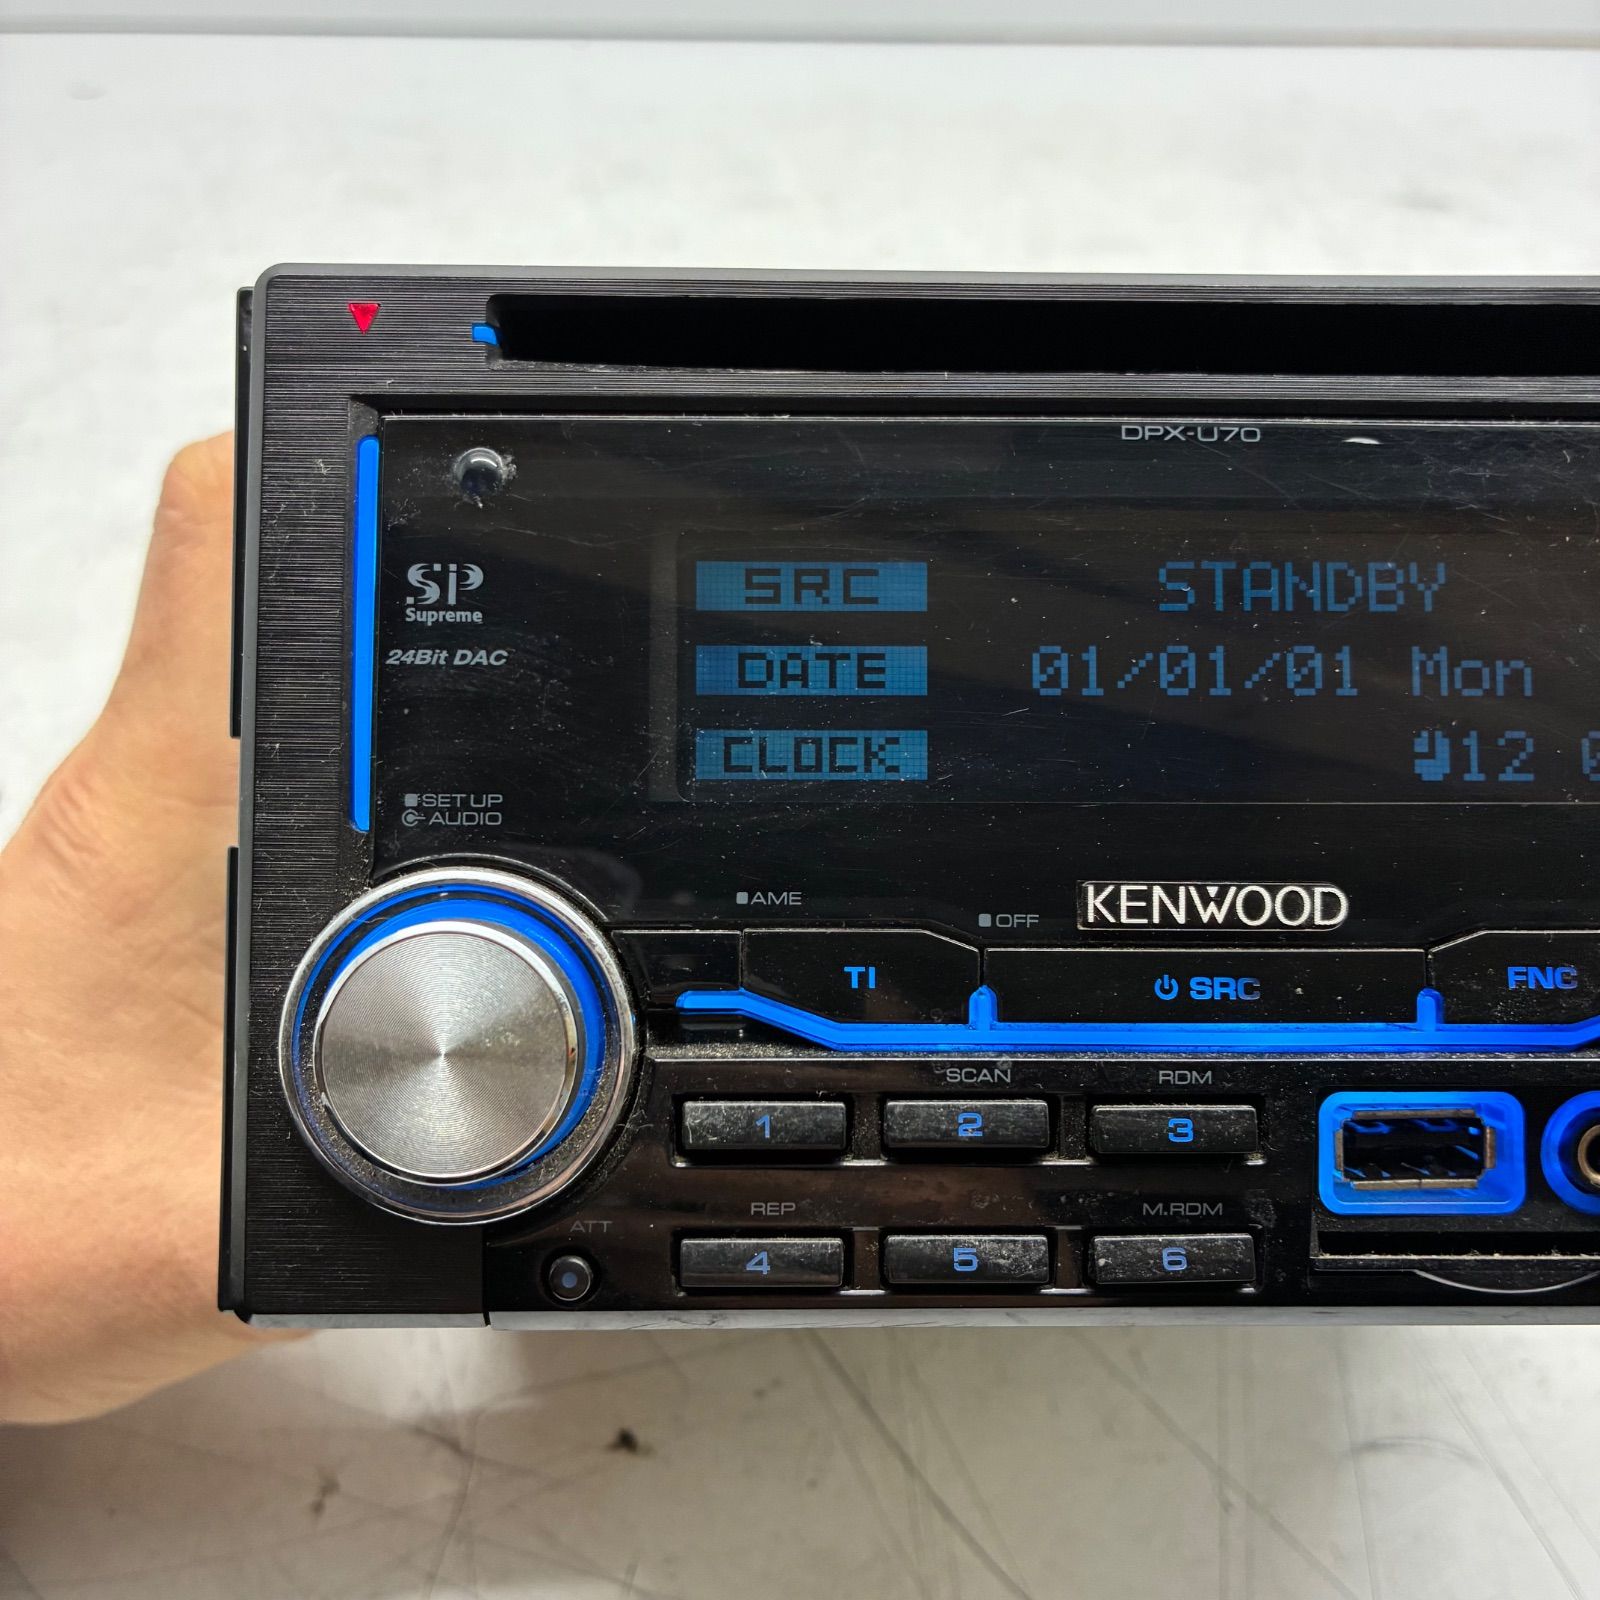 DPX-U70
SP
Supreme
24Bit DAC
SRC STANDBY
DATE 01/01/01 Mon
CLOCK 12
SET UP
AUDIO
AME
OFF
KENWOOD
TI
SRC
FNC
SCAN
RDM
1
2
3
REP
M.RDM
ATT
4
5
6